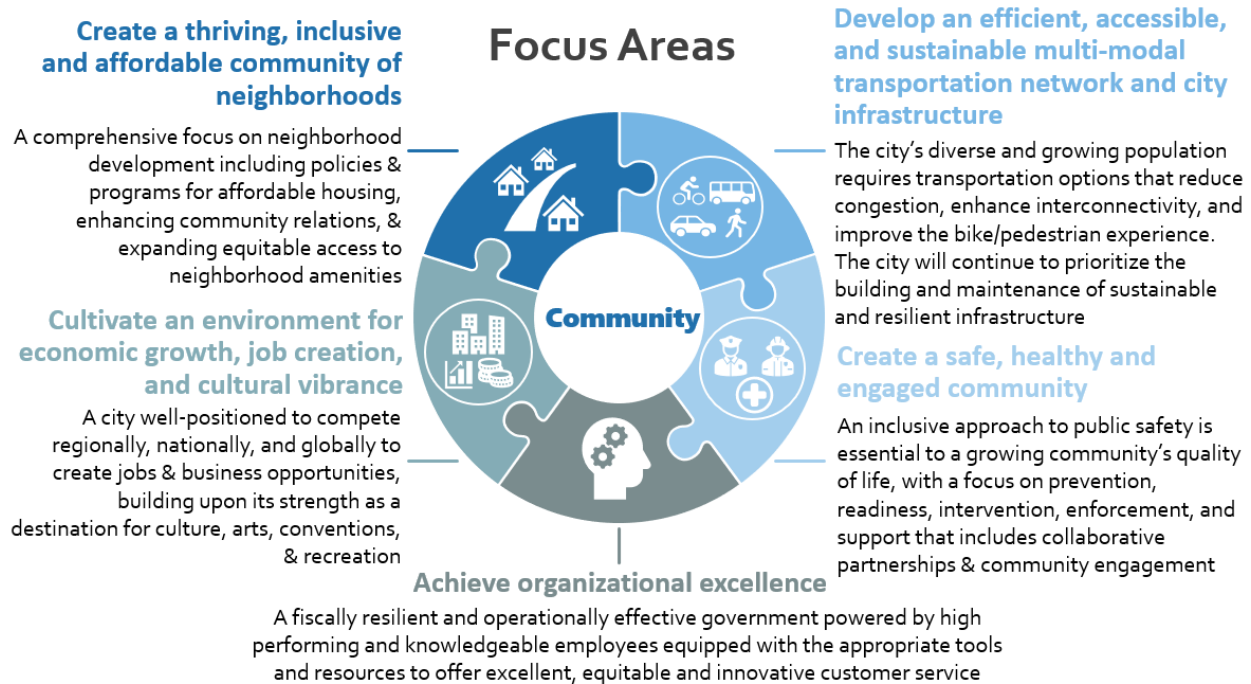 Focus Areas
Create a thriving, inclusive
and affordable community of
neighborhoods
A comprehensive focus on neighborhood
development including policies &
programs for affordable housing,
enhancing community relations, &
expanding equitable access to
neighborhood amenities
Develop an efficient, accessible,
and sustainable multi-modal
transportation network and city
infrastructure
The city’s diverse and growing population
requires transportation options that reduce
congestion, enhance interconnectivity, and
improve the bike/pedestrian experience.
The city will continue to prioritize the
building and maintenance of sustainable
and resilient infrastructure
Community
Cultivate an environment for
economic growth, job creation,
and cultural vibrance
A city well-positioned to compete
regionally, nationally, and globally to
create jobs & business opportunities,
building upon its strength as a
destination for culture, arts, conventions,
& recreation
Create a safe, healthy and
engaged community
An inclusive approach to public safety is
essential to a growing community’s quality
of life, with a focus on prevention,
readiness, intervention, enforcement, and
support that includes collaborative
partnerships & community engagement
Achieve organizational excellence
A fiscally resilient and operationally effective government powered by high
performing and knowledgeable employees equipped with the appropriate tools
and resources to offer excellent, equitable and innovative customer service